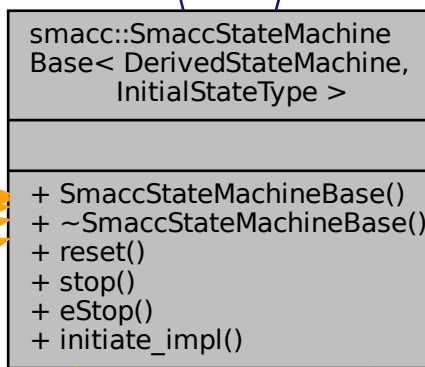 smacc::SmaccStateMachine
Base< DerivedStateMachine,
InitialStateType >
+ SmaccStateMachineBase()
+ ~SmaccStateMachineBase()
+ reset()
+ stop()
+ eStop()
+ initiate_impl()